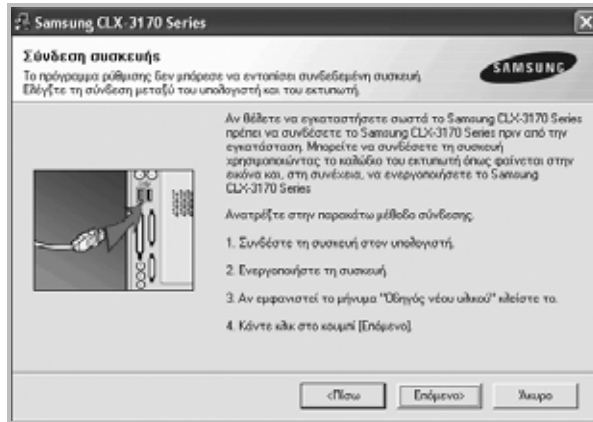 Samsung CLX-3170 Series
Σύνδεση συσκευής
Το πρόγραμμα ρύθμισης δεν μπόρεσε να εντοπίσει συνδεδεμένη συσκευή.
Ελέγξτε τη σύνδεση μεταξύ του υπολογιστή και του εκτυπωτή.
SAMSUNG
Αν θέλετε να εγκαταστήσετε σωστά το Samsung CLX-3170 Series
πρέπει να συνδέσετε το Samsung CLX-3170 Series πριν από την
εγκατάσταση. Μπορείτε να συνδέσετε τη συσκευή
χρησιμοποιώντας το καλώδιο του εκτυπωτή όπως φαίνεται στην
εικόνα και, στη συνέχεια, να ενεργοποιήσετε το Samsung
CLX-3170 Series
Ανατρέξτε στην παρακάτω μέθοδο σύνδεσης.
1. Συνδέστε τη συσκευή στον υπολογιστή.
2. Ενεργοποιήστε τη συσκευή.
3. Αν εμφανιστεί το μήνυμα "Οδηγός νέου υλικού" κλείστε το.
4. Κάντε κλικ στο κουμπί [Επόμενο].
<Πίσω
Επόμενο>
Άκυρο